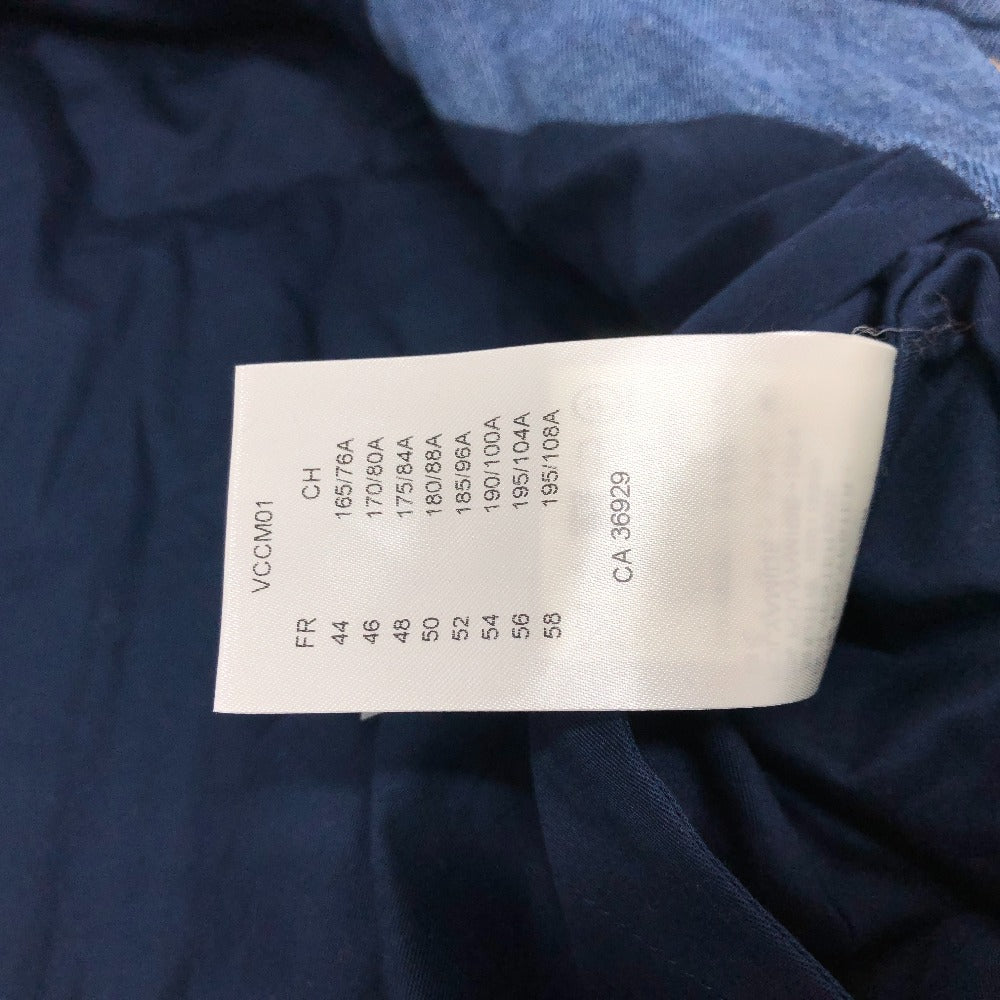 VCCM01
FR CH
44 165/76A
46 170/80A
48 175/84A
50 180/88A
52 185/96A
54 190/100A
56 195/104A
58 195/108A
CA 36929